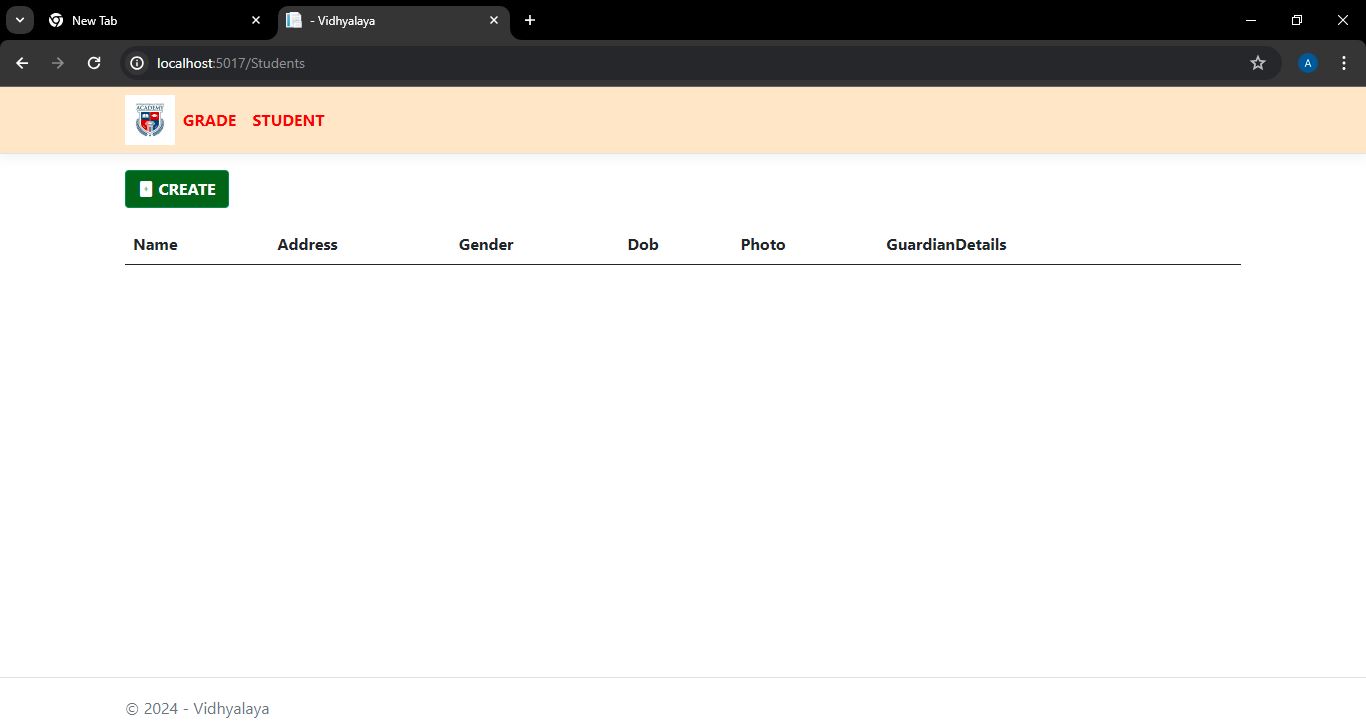 New Tab
- Vidhyalaya
localhost:5017/Students
A
ACADEMY
GRADE STUDENT
CREATE
Name Address Gender Dob Photo GuardianDetails
© 2024 - Vidhyalaya